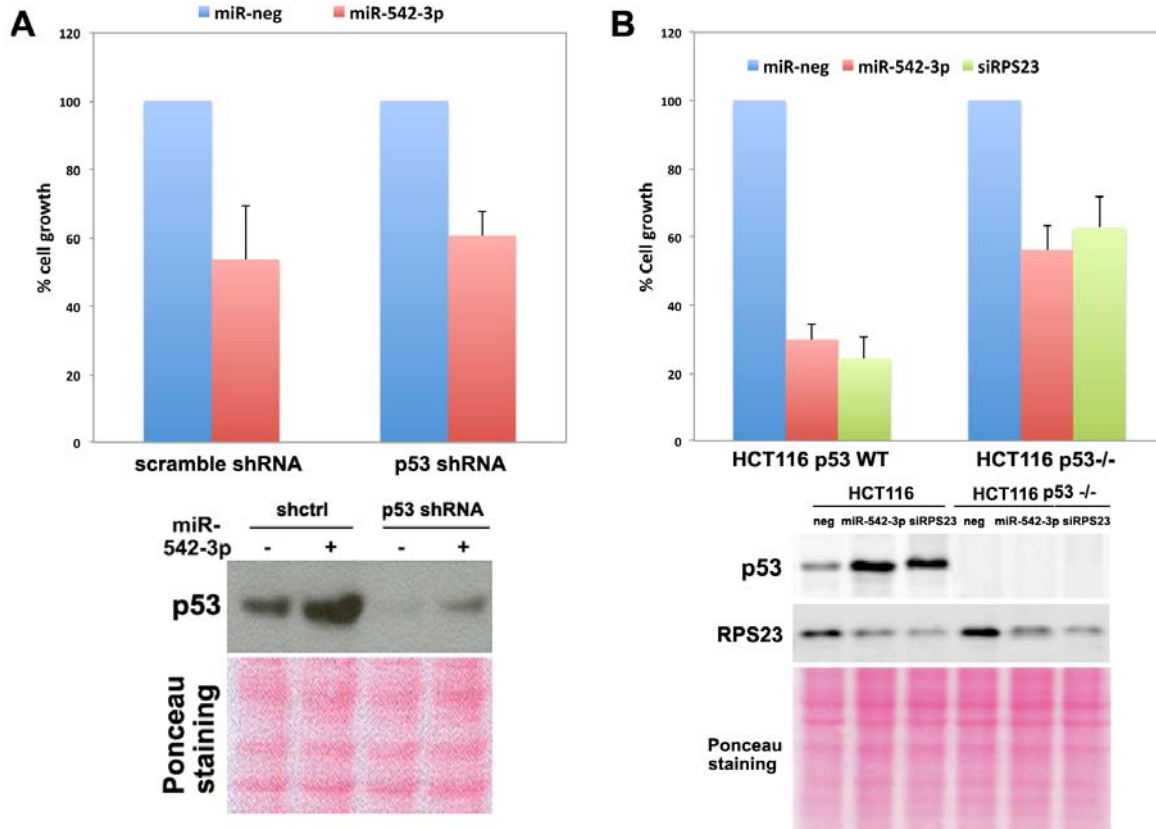 A
miR-neg miR-542-3p
120
100
80
60
40
20
0
% cell growth
scramble shRNA p53 shRNA
shctrl p53 shRNA
miR-
542-3p - + - +
p53
Ponceau
staining
B
120
100
80
60
40
20
0
% Cell growth
miR-neg miR-542-3p siRPS23
HCT116 p53 WT HCT116 p53-/-
HCT116 HCT116 p53 -/-
neg miR-542-3p siRPS23 neg miR-542-3p siRPS23
p53
RPS23
Ponceau
staining